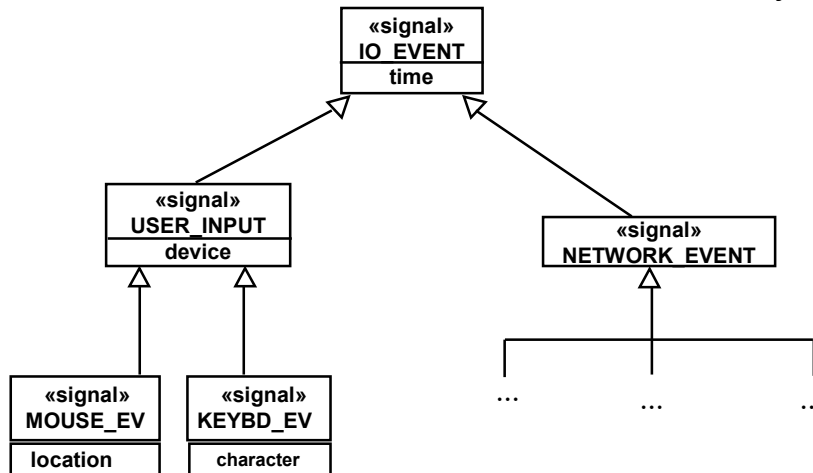 «signal»
IO_EVENT
time
«signal»
USER_INPUT
device
«signal»
NETWORK_EVENT
«signal»
MOUSE_EV
location
«signal»
KEYBD_EV
character
...
...